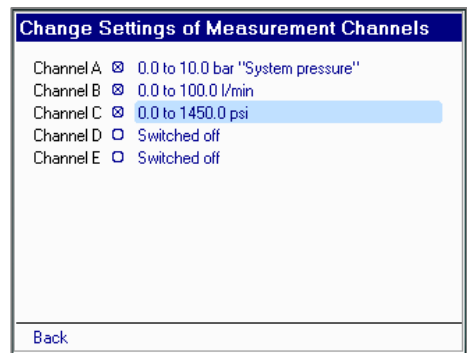 Change Settings of Measurement Channels
Channel A ☒ 0.0 to 10.0 bar "System pressure"
Channel B ☒ 0.0 to 100.0 l/min
Channel C ☒ 0.0 to 1450.0 psi
Channel D ☐ Switched off
Channel E ☐ Switched off
Back